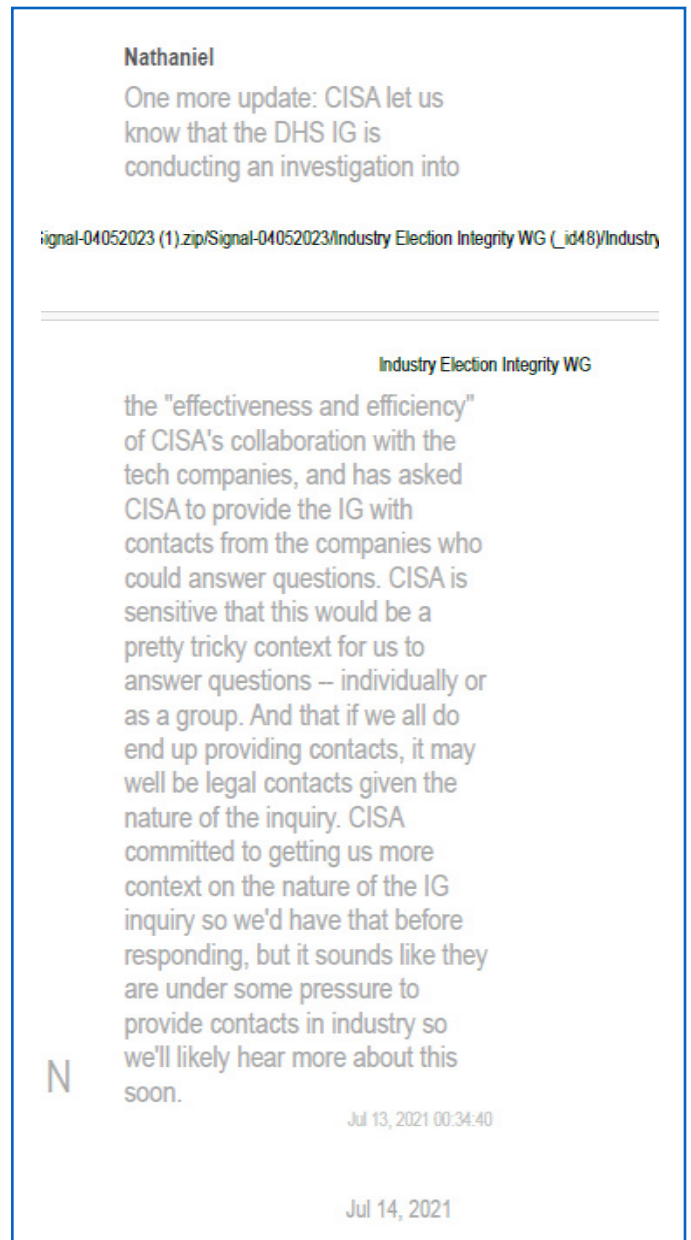 Nathaniel
One more update: CISA let us
know that the DHS IG is
conducting an investigation into
ignal-04052023 (1).zip/Signal-04052023/Industry Election Integrity WG (_id48)/Industry
Industry Election Integrity WG
the "effectiveness and efficiency"
of CISA's collaboration with the
tech companies, and has asked
CISA to provide the IG with
contacts from the companies who
could answer questions. CISA is
sensitive that this would be a
pretty tricky context for us to
answer questions -- individually or
as a group. And that if we all do
end up providing contacts, it may
well be legal contacts given the
nature of the inquiry. CISA
committed to getting us more
context on the nature of the IG
inquiry so we'd have that before
responding, but it sounds like they
are under some pressure to
provide contacts in industry so
we'll likely hear more about this
N
soon.
Jul 13, 2021 00:34:40
Jul 14, 2021